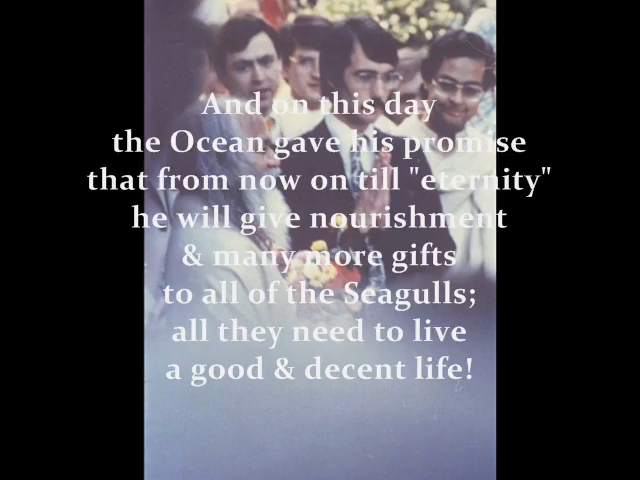 And on this day
the Ocean gave his promise
that from now on till "eternity"
he will give nourishment
& many more gifts
to all of the Seagulls;
all they need to live
a good & decent life!